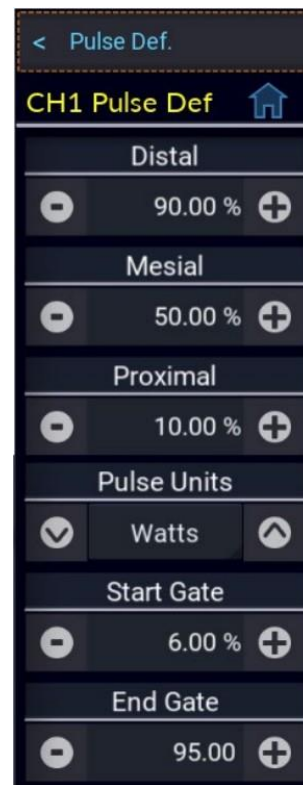 < Pulse Def.
CH1 Pulse Def
Distal
- 90.00 % +
Mesial
- 50.00 % +
Proximal
- 10.00 % +
Pulse Units
Watts
Start Gate
- 6.00 % +
End Gate
- 95.00 +